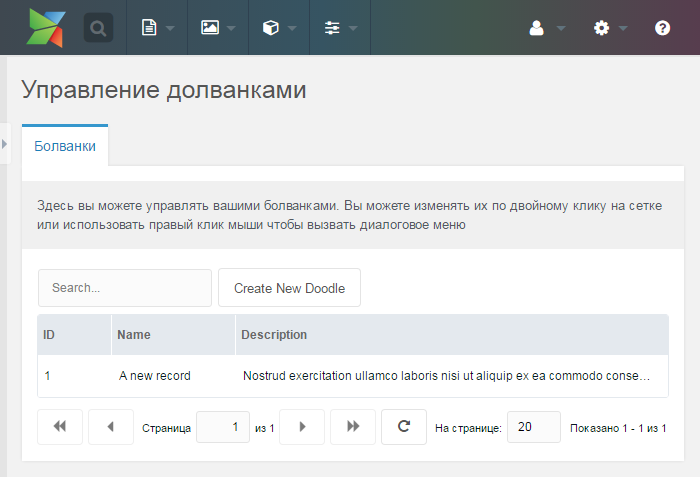 Управление долванками
Болванки
Здесь вы можете управлять вашими болванками. Вы можете изменять их по двойному клику на сетке
или использовать правый клик мыши чтобы вызвать диалоговое меню
Search...
Create New Doodle
ID Name Description
1 A new record Nostrud exercitation ullamco laboris nisi ut aliquip ex ea commodo conse...
Страница 1 из 1 На странице: 20 Показано 1 - 1 из 1